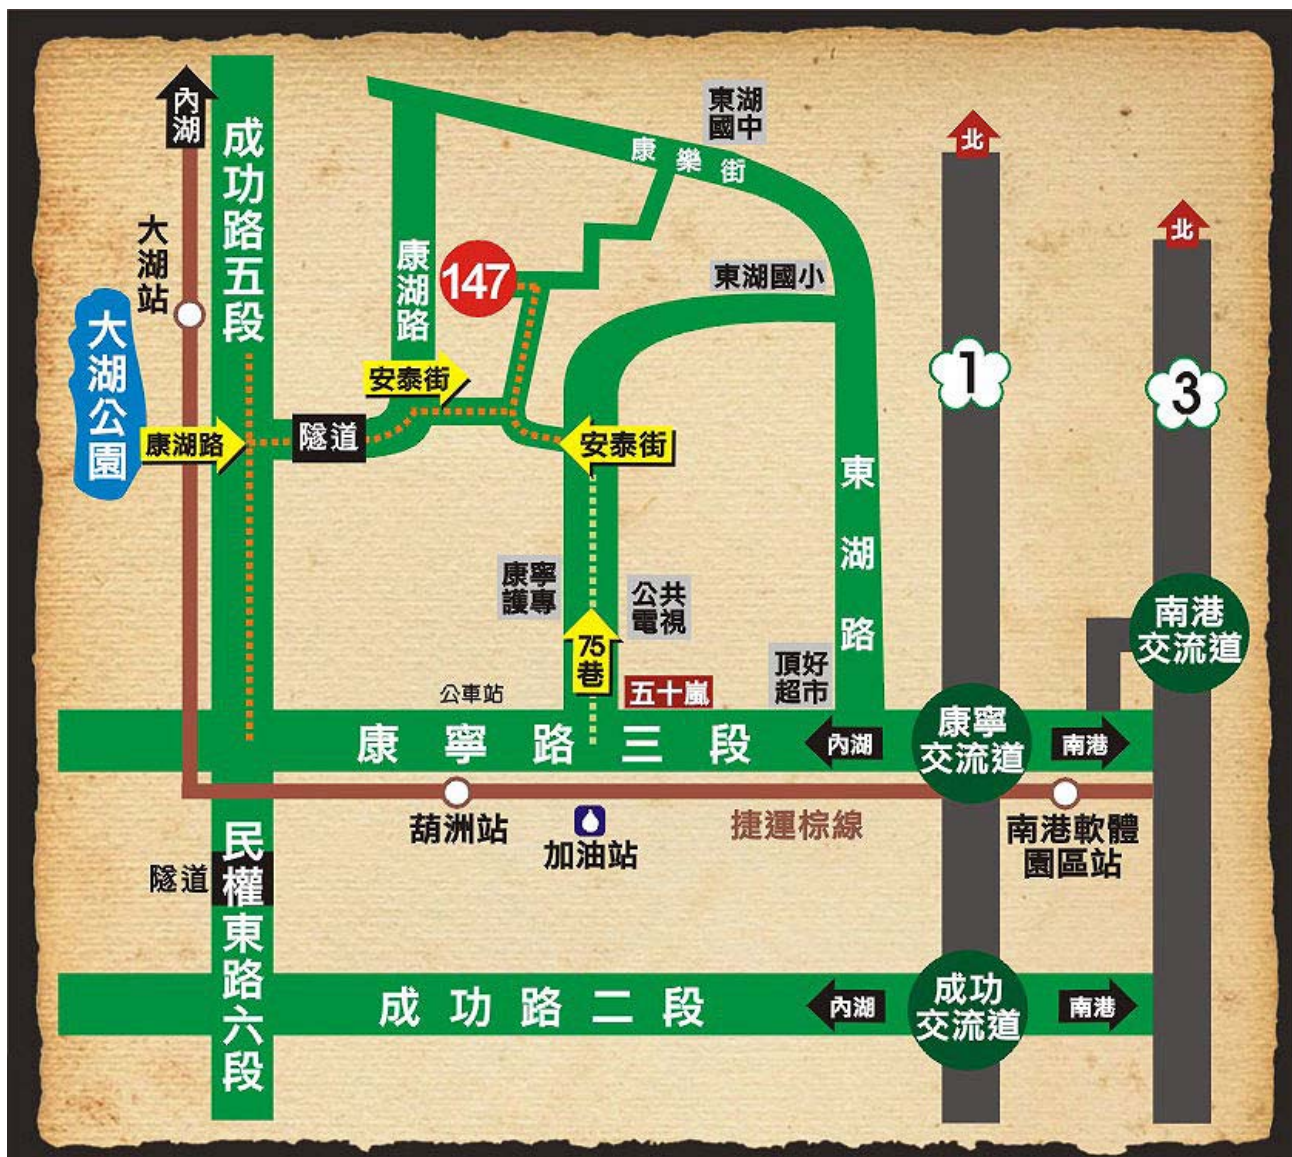 內湖
成功路五段
大湖站
大湖公園
康湖路
隧道
康湖路
147
安泰街
安泰街
東湖
國中
康樂街
東湖國小
東湖路
北
北
1
3
康寧
護專
公共
電視
75
巷
五十嵐
頂好
超市
公車站
南港
交流道
康寧路三段
內湖
康寧
交流道
南港
葫洲站
加油站
捷運棕線
南港軟體
園區站
隧道
民權東路六段
成功路二段
內湖
成功
交流道
南港